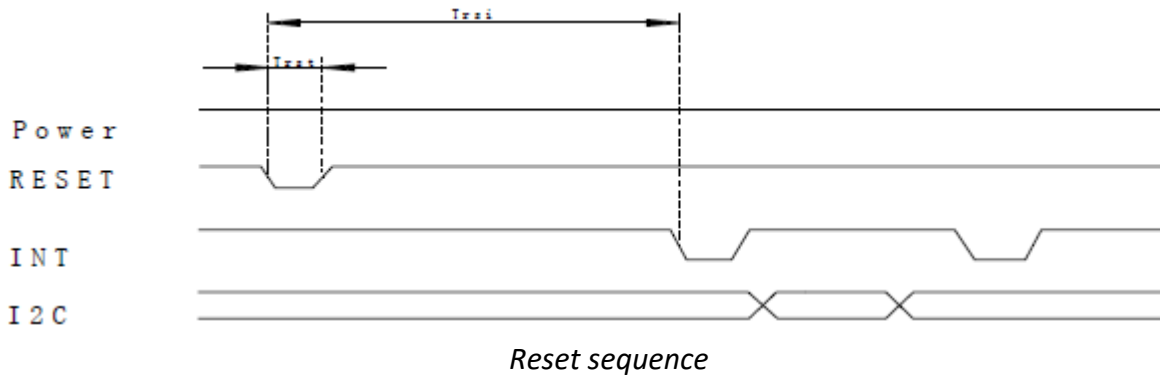 Trsi
Trst
Power
RESET
INT
I2C
Reset sequence